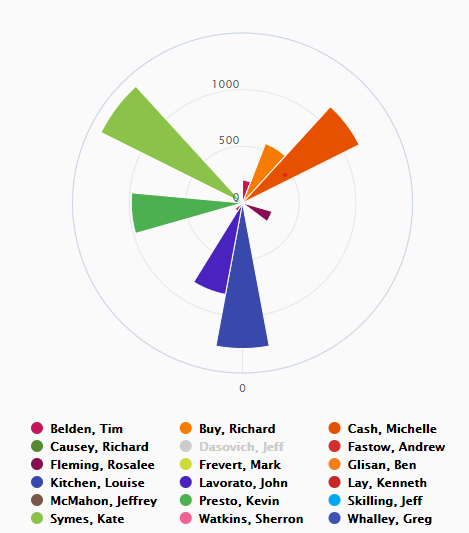 1000
500
0
0
Belden, Tim Buy, Richard Cash, Michelle
Causey, Richard Dasovich, Jeff Fastow, Andrew
Fleming, Rosalee Frevert, Mark Glisan, Ben
Kitchen, Louise Lavorato, John Lay, Kenneth
McMahon, Jeffrey Presto, Kevin Skilling, Jeff
Symes, Kate Watkins, Sherron Whalley, Greg